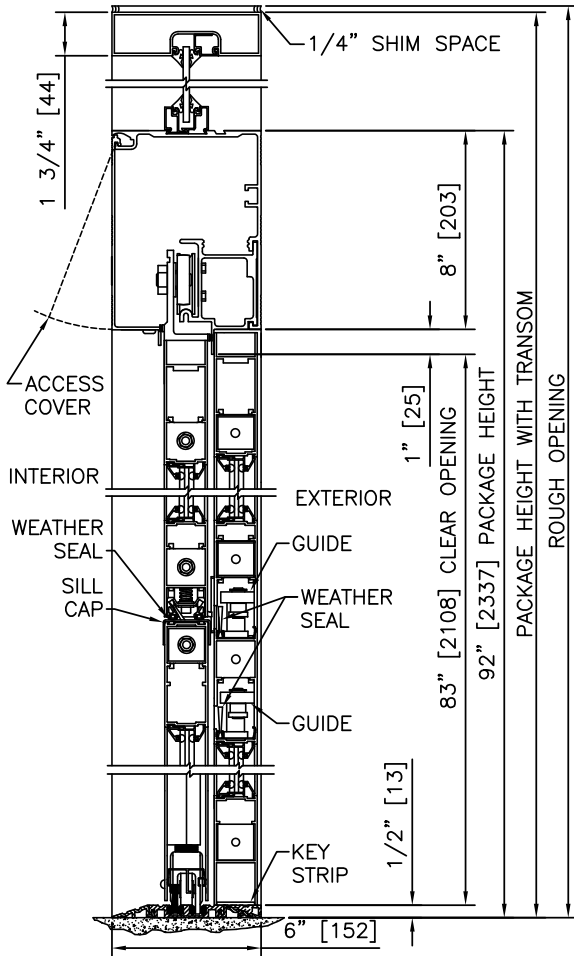 1/4" SHIM SPACE
1 3/4" [44]
8" [203]
ACCESS
COVER
1" [25]
INTERIOR
EXTERIOR
WEATHER
SEAL
GUIDE
SILL
CAP
WEATHER
SEAL
GUIDE
83" [2108] CLEAR OPENING
92" [2337] PACKAGE HEIGHT
PACKAGE HEIGHT WITH TRANSOM
ROUGH OPENING
1/2" [13]
KEY
STRIP
6" [152]